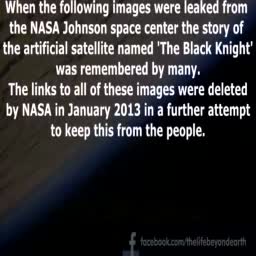 When the following images were leaked from
the NASA Johnson space center the story of
the artificial satellite named 'The Black Knight'
was remembered by many.
The links to all of these images were deleted
by NASA in January 2013 in a further attempt
to keep this from the people.
facebook.com/thelifebeyondearth